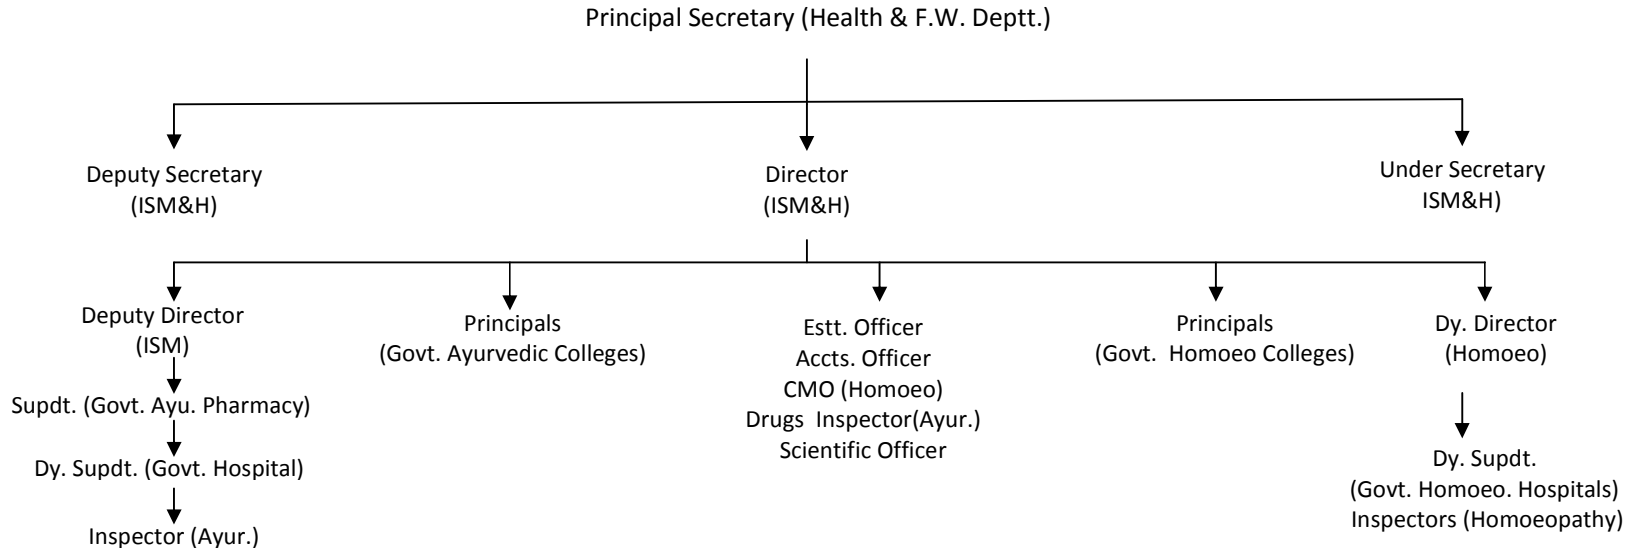 Principal Secretary (Health & F.W. Deptt.)
Deputy Secretary
(ISM&H)
Director
(ISM&H)
Under Secretary
ISM&H)
Deputy Director
(ISM)
Supdt. (Govt. Ayu. Pharmacy)
Dy. Supdt. (Govt. Hospital)
Inspector (Ayur.)
Principals
(Govt. Ayurvedic Colleges)
Estt. Officer
Accts. Officer
CMO (Homoeo)
Drugs Inspector(Ayur.)
Scientific Officer
Principals
(Govt. Homoeo Colleges)
Dy. Director
(Homoeo)
Dy. Supdt.
(Govt. Homoeo. Hospitals)
Inspectors (Homoeopathy)